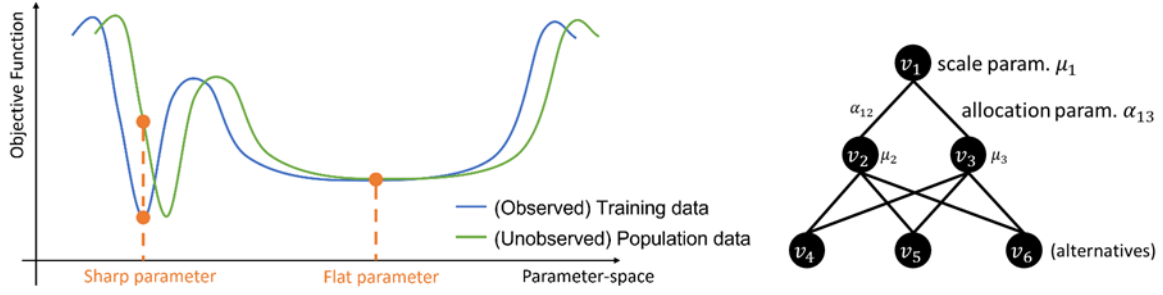 Objective Function
(Observed) Training data
(Unobserved) Population data
Sharp parameter
Flat parameter
Parameter-space
v₁ scale param. μ₁
α₁₂ allocation param. α₁₃
v₂ μ₂ v₃ μ₃
v₄ v₅ v₆ (alternatives)